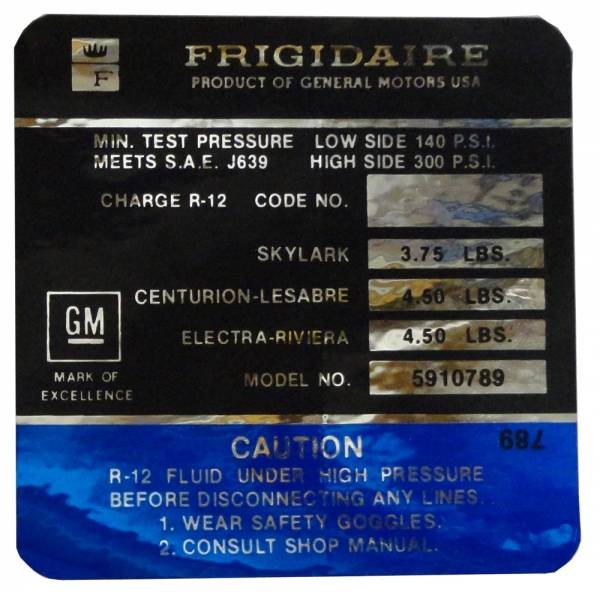 F
FRIGIDAIRE
PRODUCT OF GENERAL MOTORS USA
MIN. TEST PRESSURE LOW SIDE 140 P.S.I.
MEETS S.A.E. J639 HIGH SIDE 300 P.S.I.
CHARGE R-12 CODE NO.
SKYLARK 3.75 LBS.
CENTURION-LESABRE 4.50 LBS.
ELECTRA-RIVIERA 4.50 LBS.
MODEL NO. 5910789
GM
MARK OF
EXCELLENCE
789
CAUTION
R-12 FLUID UNDER HIGH PRESSURE
BEFORE DISCONNECTING ANY LINES.
1. WEAR SAFETY GOGGLES.
2. CONSULT SHOP MANUAL.